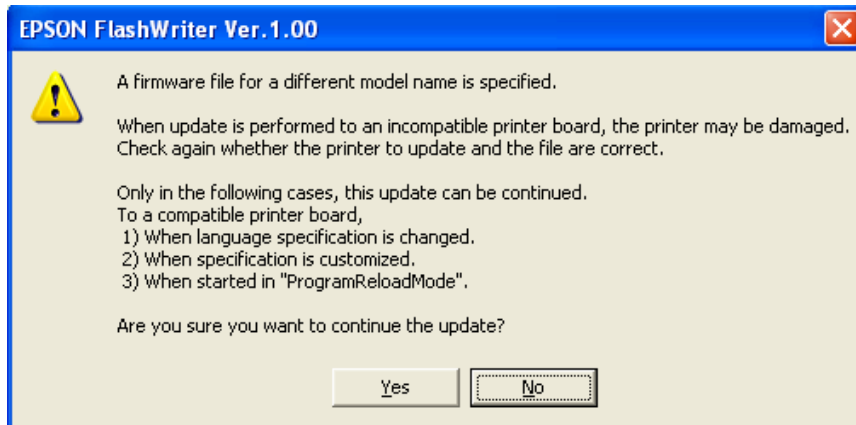 EPSON FlashWriter Ver.1.00
A firmware file for a different model name is specified.
When update is performed to an incompatible printer board, the printer may be damaged.
Check again whether the printer to update and the file are correct.
Only in the following cases, this update can be continued.
To a compatible printer board,
1) When language specification is changed.
2) When specification is customized.
3) When started in "ProgramReloadMode".
Are you sure you want to continue the update?
Yes No